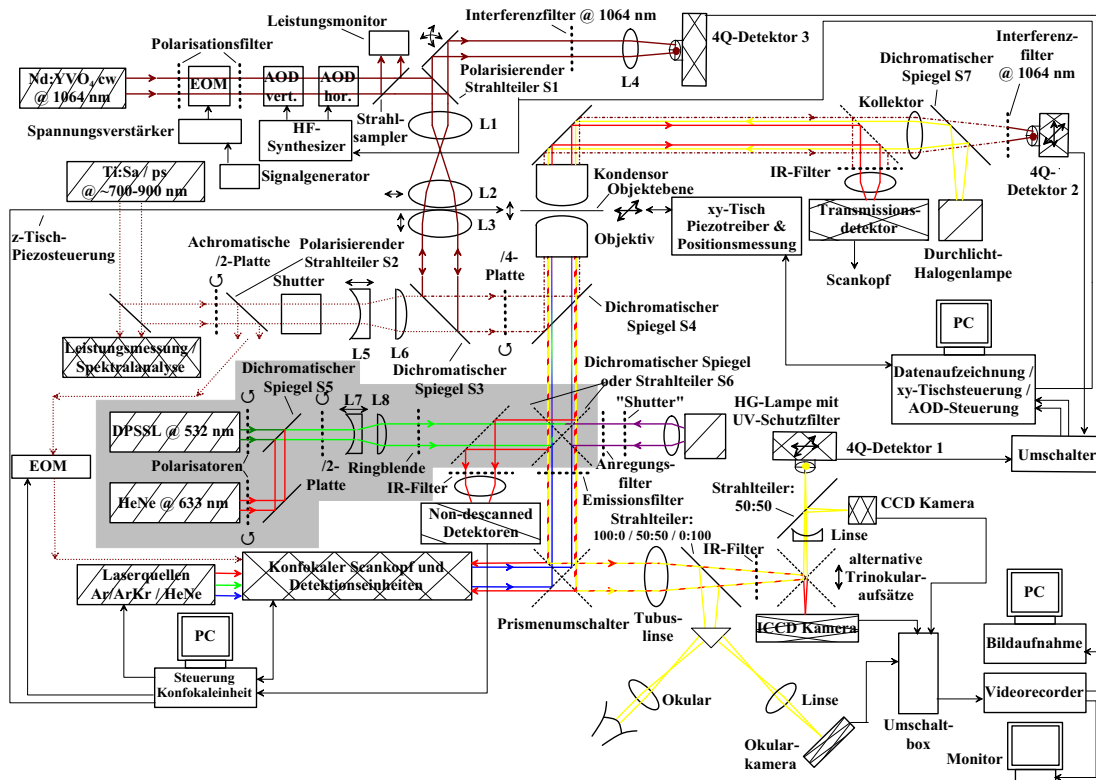 Leistungsmonitor
Interferenzfilter @ 1064 nm
4Q-Detektor 3
Interferenz-
filter
@ 1064 nm
Polarisationsfilter
Dichromatischer
Spiegel S7
Nd:YVO4 cw
@ 1064 nm
EOM
AOD
vert.
AOD
hor.
Polarisierender
Strahlteiler S1
L4
Kollektor
Spannungsverstärker
HF-
Synthesizer
Strahl-
sampler
L1
Signalgenerator
IR-Filter
4Q-
Detektor 2
Ti:Sa / ps
@ ~700-900 nm
L2
L3
Kondensor
Objektebene
Objektiv
xy-Tisch
Piezotreiber &
Positionsmessung
Transmissions-
detektor
Scankopf
Durchlicht-
Halogenlampe
z-Tisch-
Piezosteuerung
Achromatische
/2-Platte
Polarisierender
Strahlteiler S2
Shutter
/4-
Platte
Dichromatischer
Spiegel S4
L5
L6
Dichromatischer
Spiegel S3
Leistungsmessung /
Spektralanalyse
PC
Datenaufzeichnung /
xy-Tischsteuerung /
AOD-Steuerung
Dichromatischer
Spiegel S5
L7
L8
Dichromatischer Spiegel
oder Strahlteiler S6
"Shutter"
HG-Lampe mit
UV-Schutzfilter
DPSSL @ 532 nm
Polarisatoren
/2-
Platte
Ringblende
IR-Filter
Anregungs-
filter
Emissionsfilter
4Q-Detektor 1
Umschalter
EOM
HeNe @ 633 nm
Non-descanned
Detektoren
Strahlteiler:
100:0 / 50:50 / 0:100
Strahlteiler:
50:50
CCD Kamera
Linse
IR-Filter
alternative
Trinokular-
aufsätze
Laserquellen
Ar/ArKr / HeNe
Konfokaler Scankopf und
Detektionseinheiten
Prismenumschalter
Tubus-
linse
ICCD Kamera
PC
Bildaufnahme
PC
Steuerung
Konfokaleinheit
Okular
Linse
Okular-
kamera
Umschalt-
box
Videorecorder
Monitor